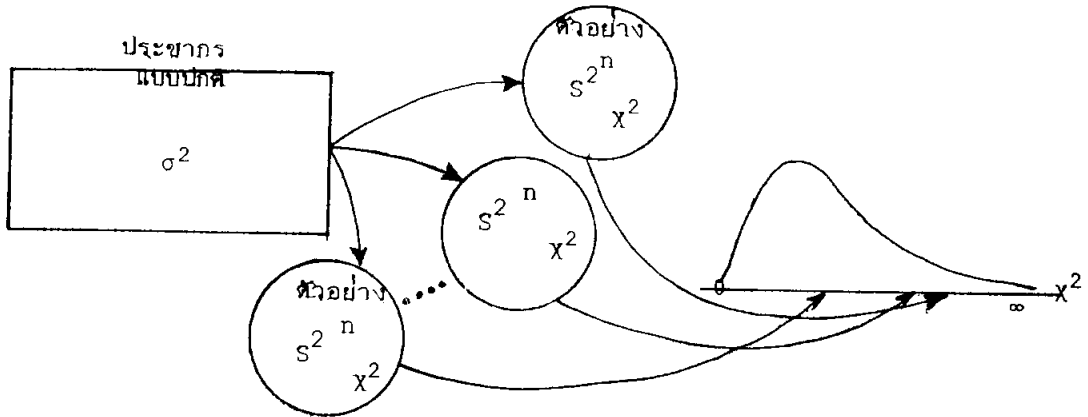 ประชากร
แบบปกติ
σ²
ตัวอย่าง
S² n
χ²
S² n
χ²
ตัวอย่าง
S² n
χ²
0
∞
χ²